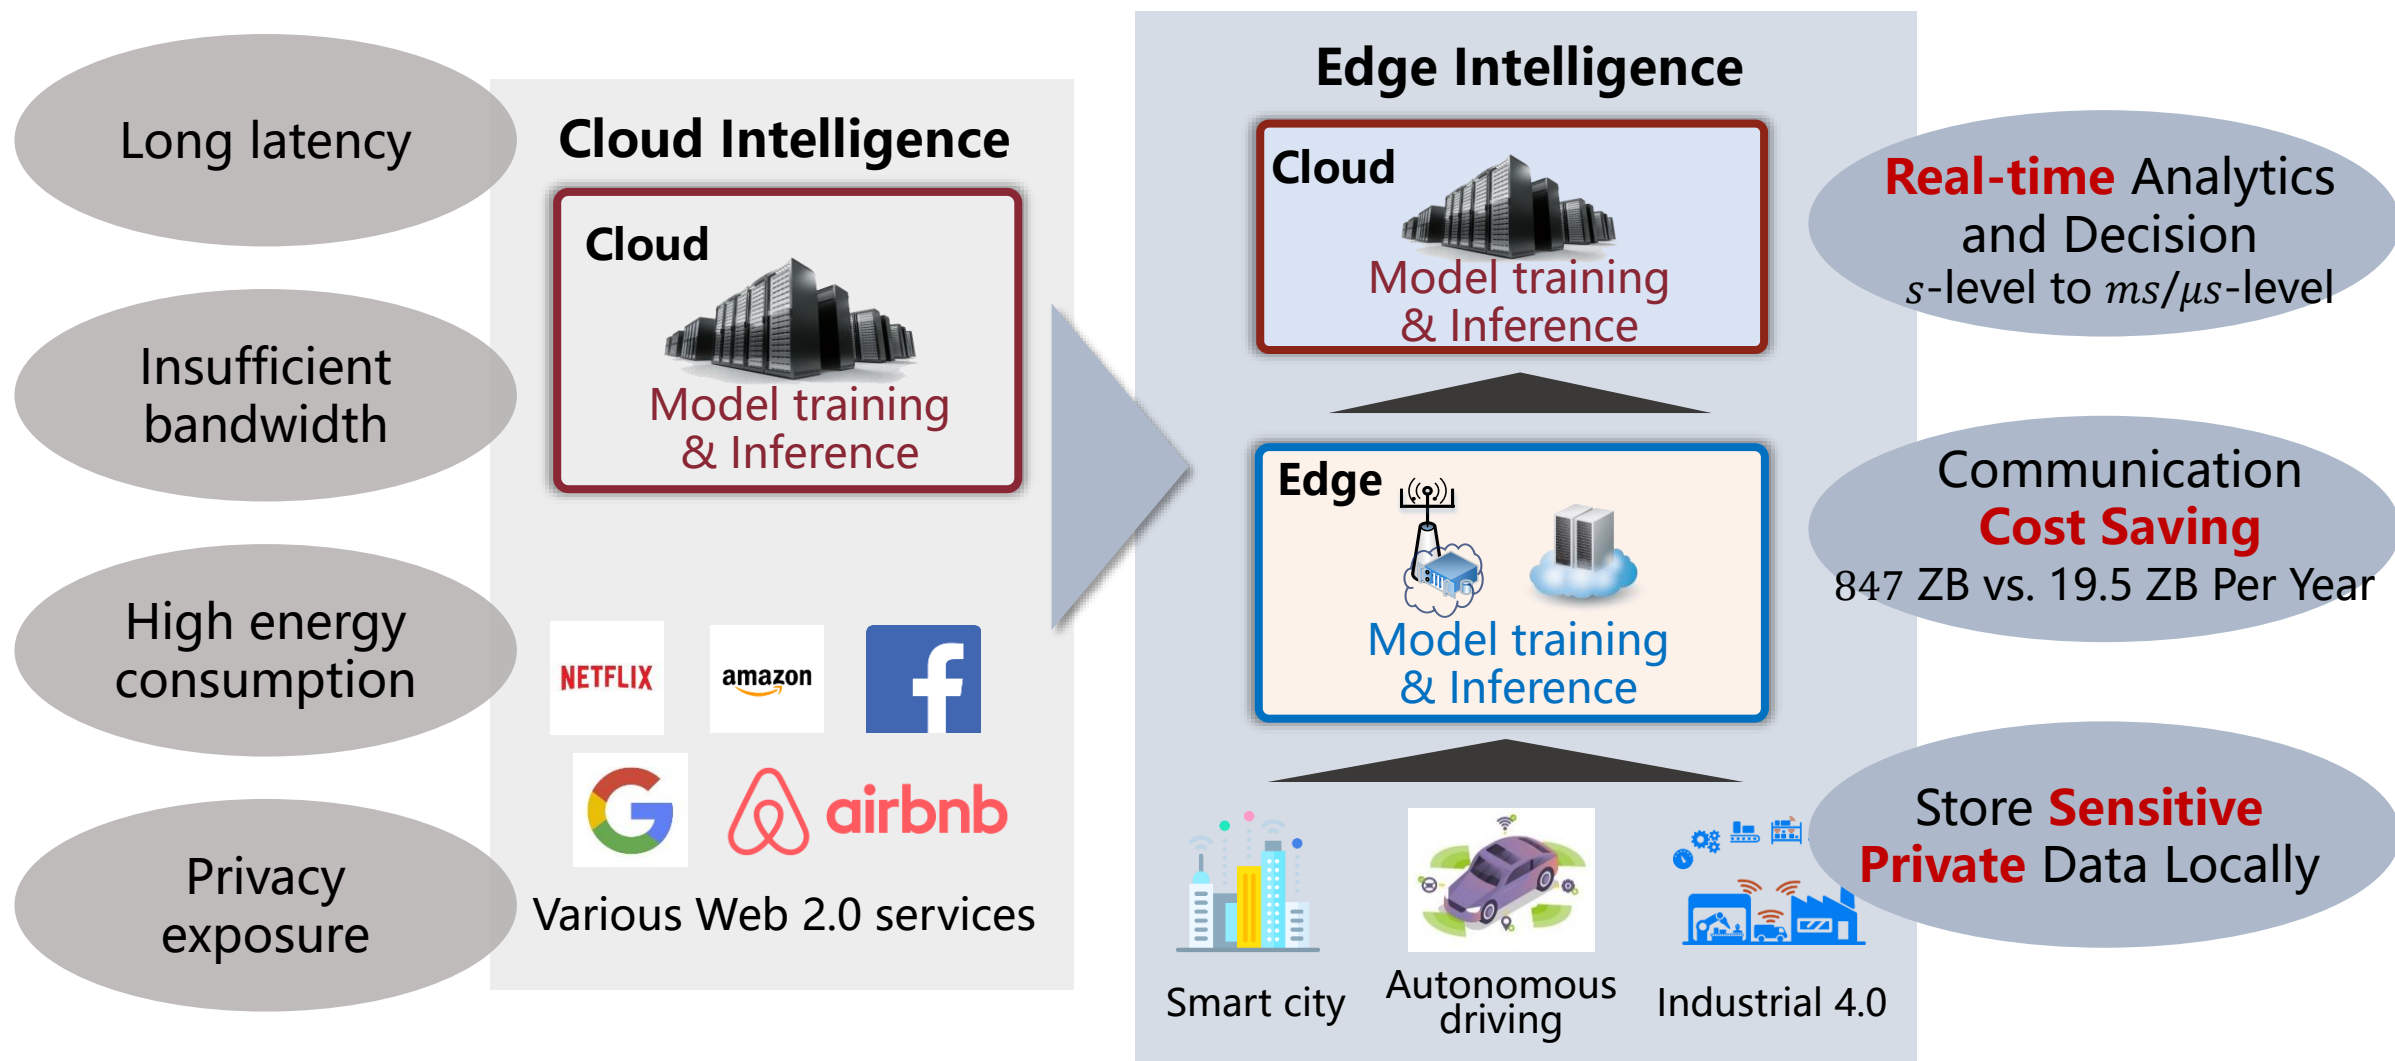 Long latency
Insufficient
bandwidth
High energy
consumption
Privacy
exposure
Cloud Intelligence
Cloud
Model training
& Inference
NETFLIX
amazon
airbnb
Various Web 2.0 services
Edge Intelligence
Cloud
Model training
& Inference
Edge
Model training
& Inference
Smart city
Autonomous
driving
Industrial 4.0
Real-time Analytics
and Decision
s-level to ms/μs-level
Communication
Cost Saving
847 ZB vs. 19.5 ZB Per Year
Store Sensitive
Private Data Locally